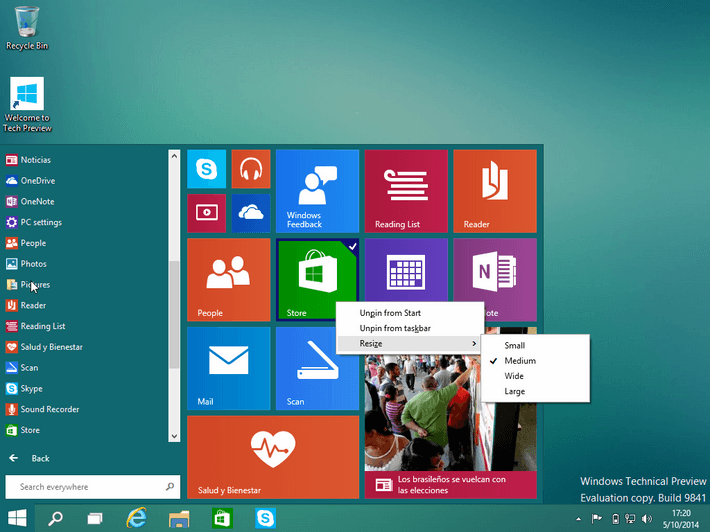 Recycle Bin
Welcome to
Tech Preview
Noticias
OneDrive
OneNote
PC settings
People
Photos
Pictures
Reader
Reading List
Salud y Bienestar
Scan
Skype
Sound Recorder
Store
Back
Search everywhere
Windows
Feedback
Reading List
Reader
People
Store
Note
Mail
Scan
Salud y Bienestar
Los brasileños se vuelcan con
las elecciones
Unpin from Start
Unpin from taskbar
Resize
Small
Medium
Wide
Large
Windows Technical Preview
Evaluation copy. Build 9841
17:20
5/10/2014